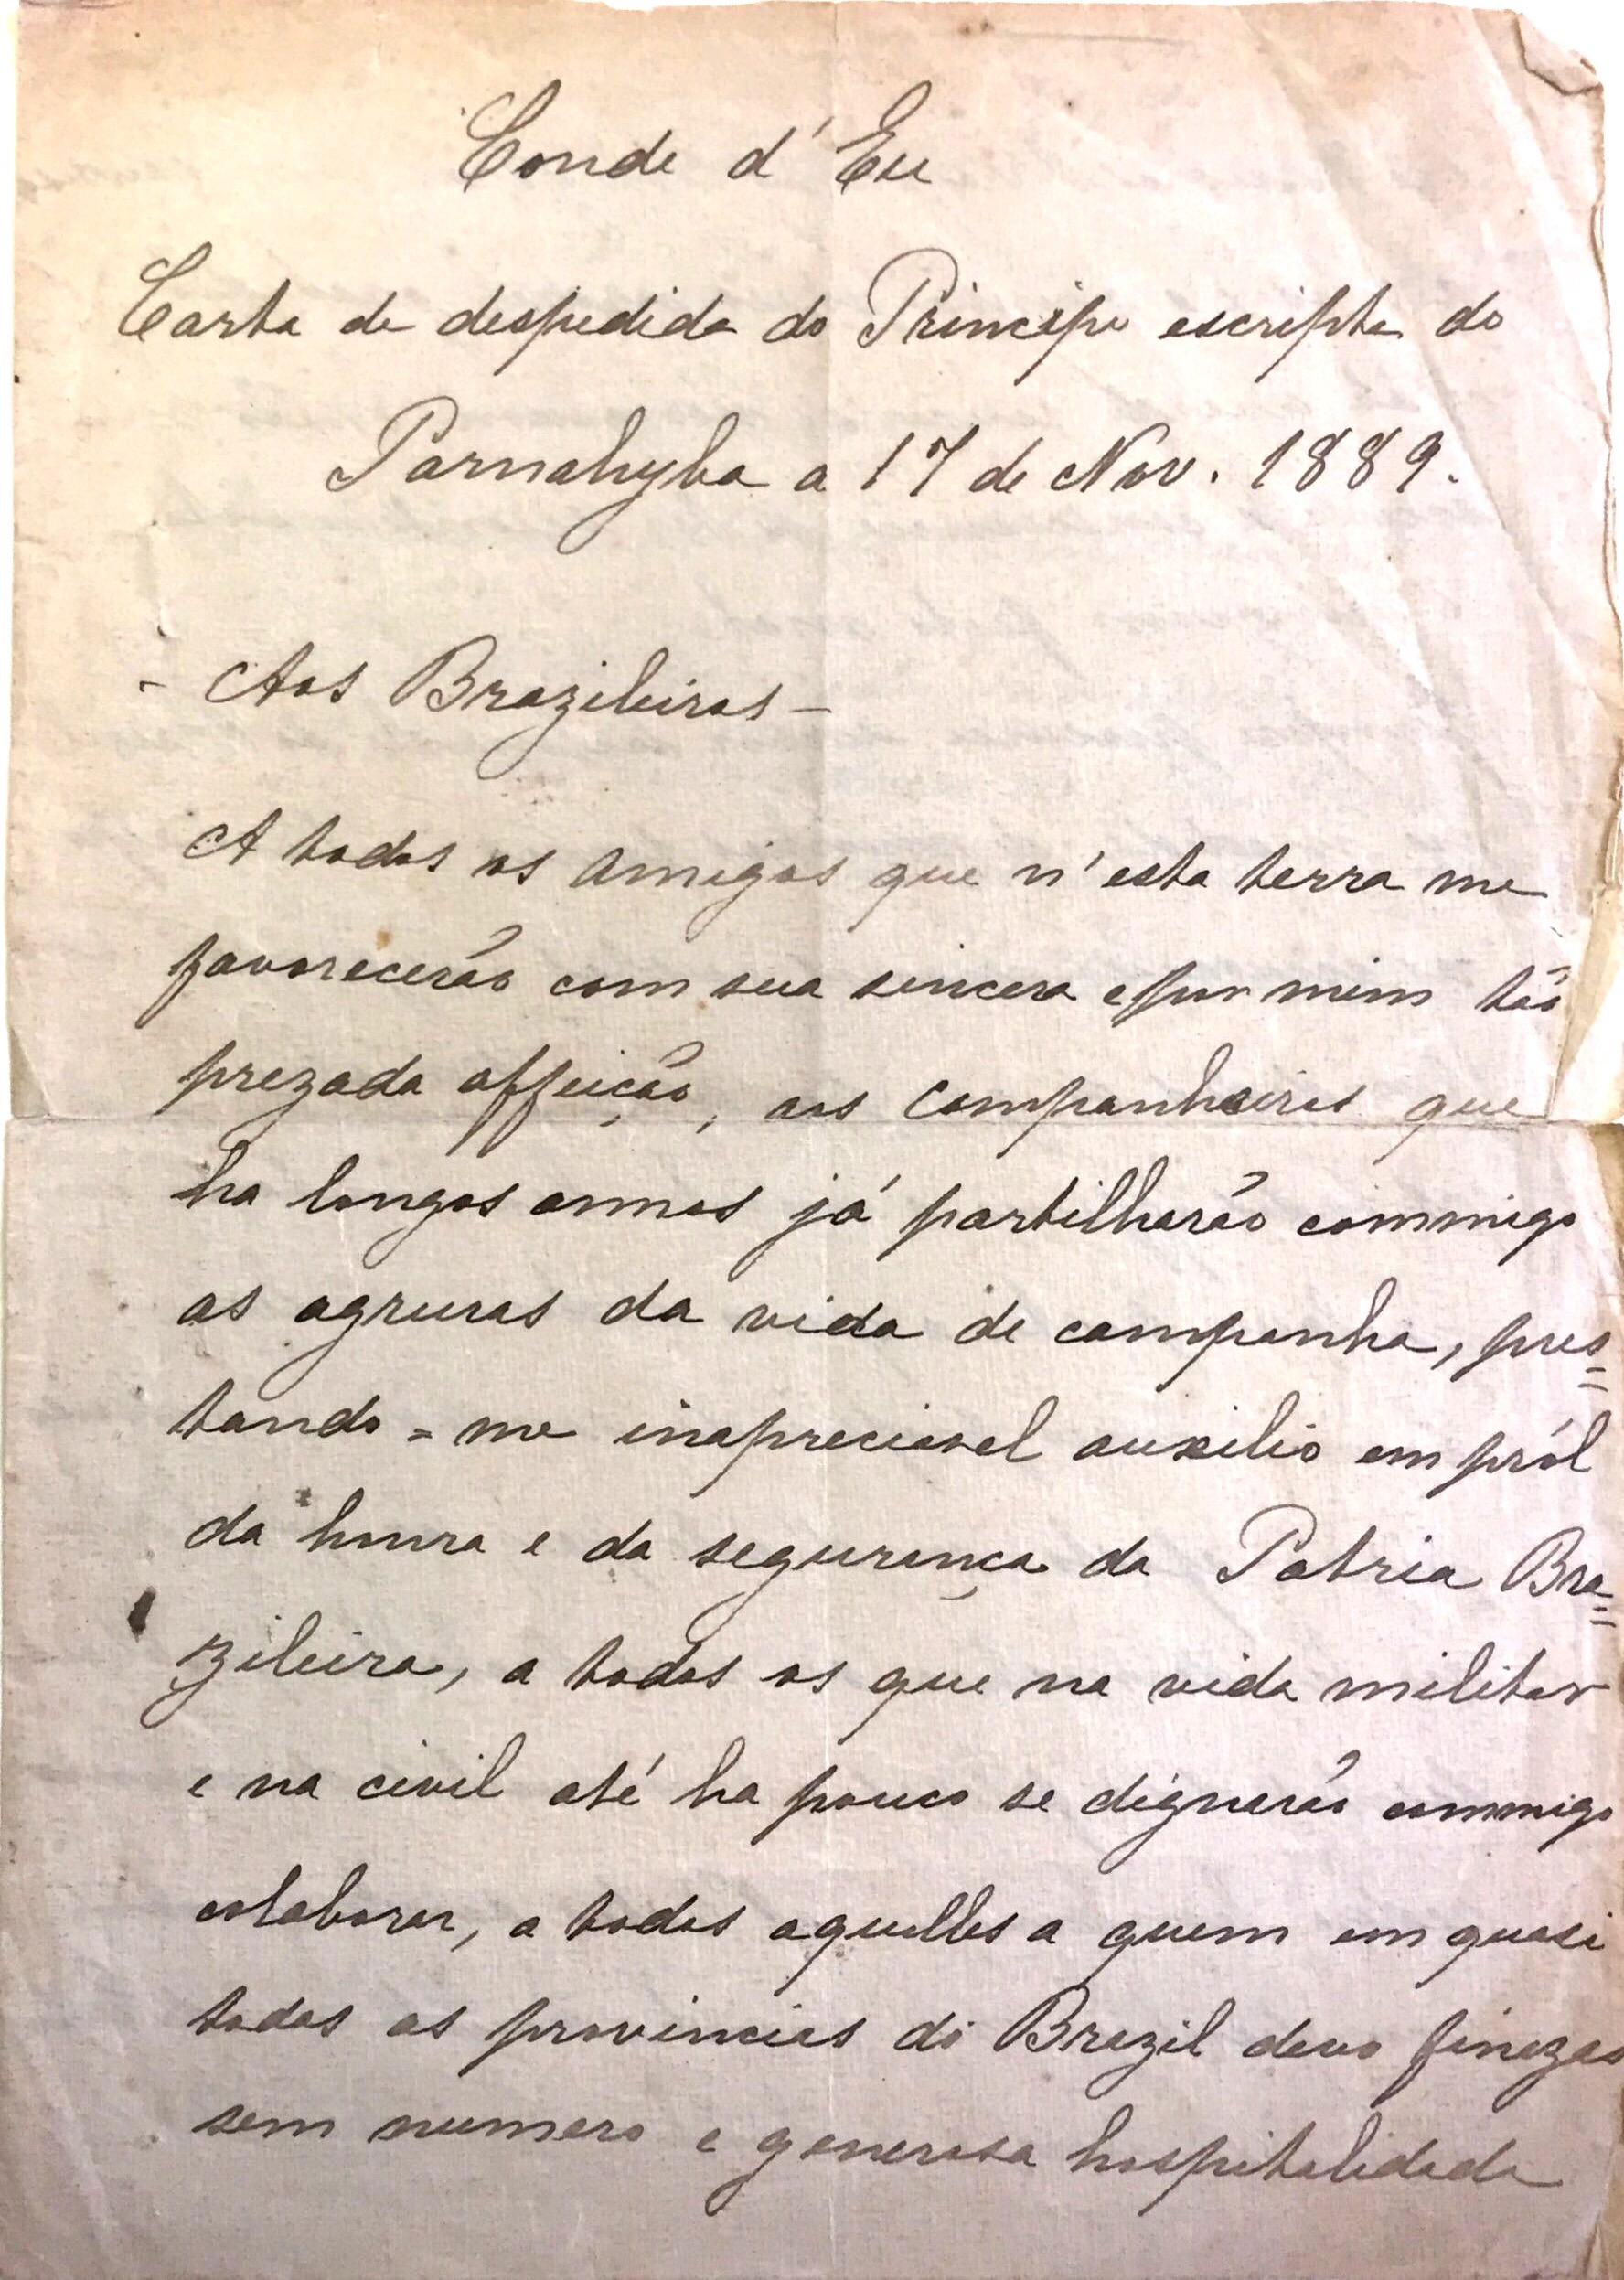 Conde d'Eu
Carta de despedida do Principe escripta do
Parnahyba a 17 de Nov. 1889.
- Aos Brazileiros -
A todos os amigos que n'esta terra me
favorecerão com sua sincera e por mim tão
prezada affeição, aos companheiros que
ha longos annos já partilharão commigo
as agruras da vida de campanha, pres=
tando=me inapreciavel auxilio em pról
da honra e da segurança da Patria Bra=
zileira, a todos os que na vida militar
e na civil até ha pouco se dignarão commigo
colaborar, a todos aquelles a quem em quasi
todas as provincias do Brazil devo finezas
sem numero e generosa hospitalidade